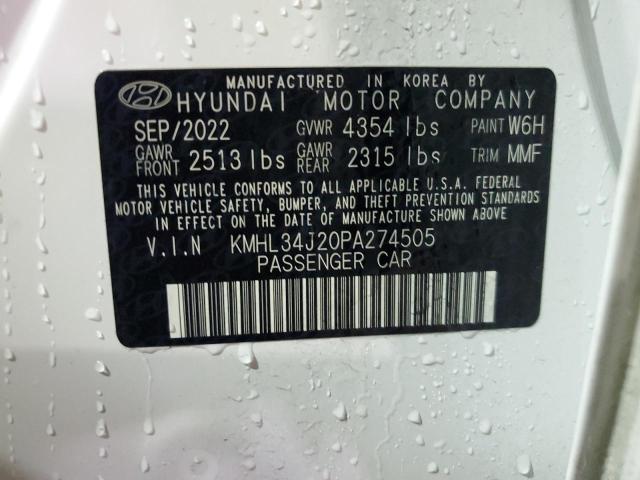 MANUFACTURED IN KOREA BY
HYUNDAI MOTOR COMPANY
SEP/2022 GVWR 4354 lbs PAINT W6H
GAWR FRONT 2513 lbs GAWR REAR 2315 lbs TRIM MMF
THIS VEHICLE CONFORMS TO ALL APPLICABLE U.S.A. FEDERAL
MOTOR VEHICLE SAFETY, BUMPER, AND THEFT PREVENTION STANDARDS
IN EFFECT ON THE DATE OF MANUFACTURE SHOWN ABOVE.
V.I.N KMHL34J20PA274505
PASSENGER CAR